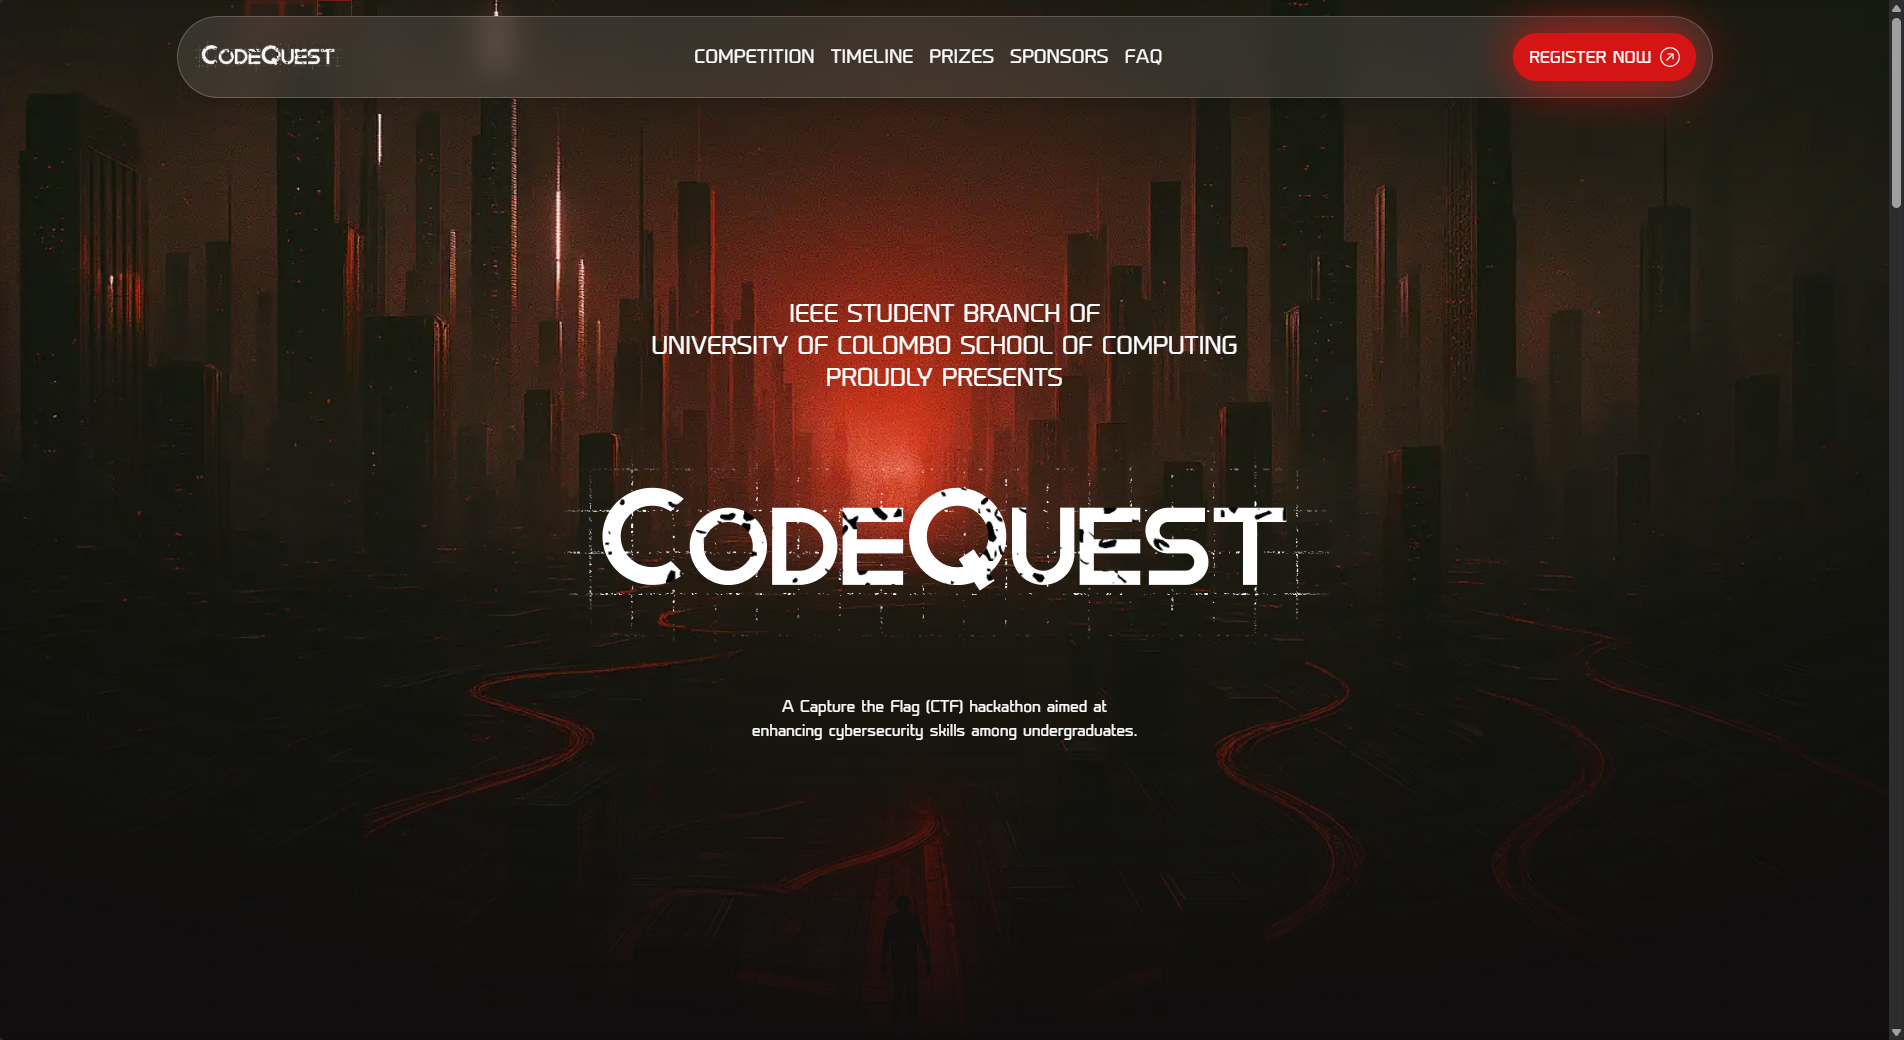 CODEQUEST
COMPETITION TIMELINE PRIZES SPONSORS FAQ
REGISTER NOW
IEEE STUDENT BRANCH OF
UNIVERSITY OF COLOMBO SCHOOL OF COMPUTING
PROUDLY PRESENTS
CODEQUEST
A Capture the Flag (CTF) hackathon aimed at
enhancing cybersecurity skills among undergraduates.